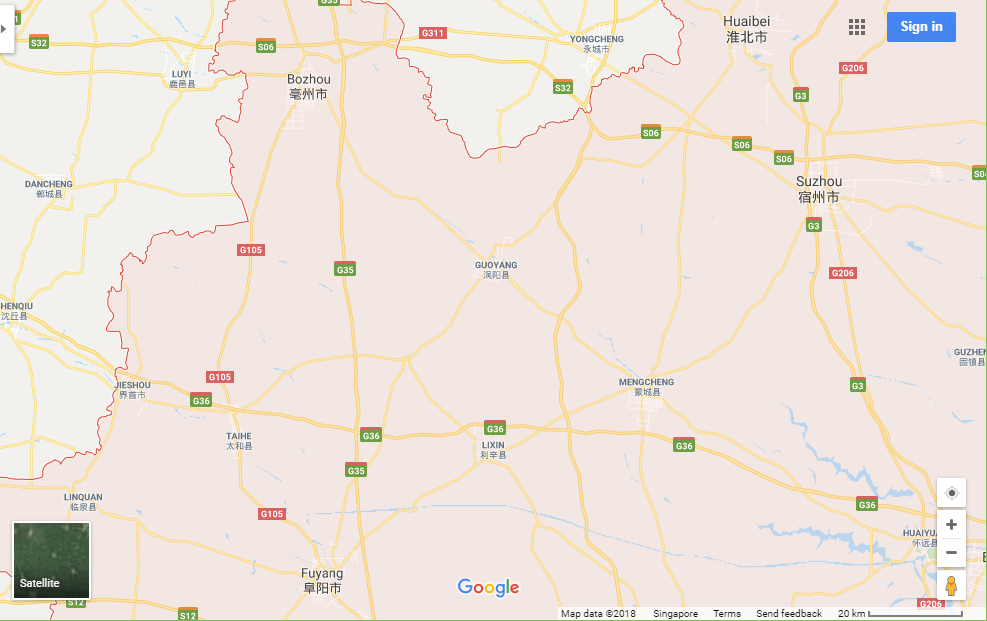 G35
S32
S06
G311
YONGCHENG
永城市
Huaibei
淮北市
Sign in
LUYI
鹿邑县
Bozhou
亳州市
S32
G206
G3
S06
S06
S06
DANCHENG
郸城县
Suzhou
宿州市
G3
G105
G35
GUOYANG
涡阳县
G206
HENQIU
沈丘县
GUZHEN
固镇县
JIESHOU
界首市
G105
G36
MENGCHENG
蒙城县
G3
TAIHE
太和县
G36
G36
LIXIN
利辛县
G36
G35
LINQUAN
临泉县
G105
G36
HUAIYU
怀远县
Satellite
Fuyang
阜阳市
Google
S12
S12
G206
Map data ©2018 Singapore Terms Send feedback 20 km